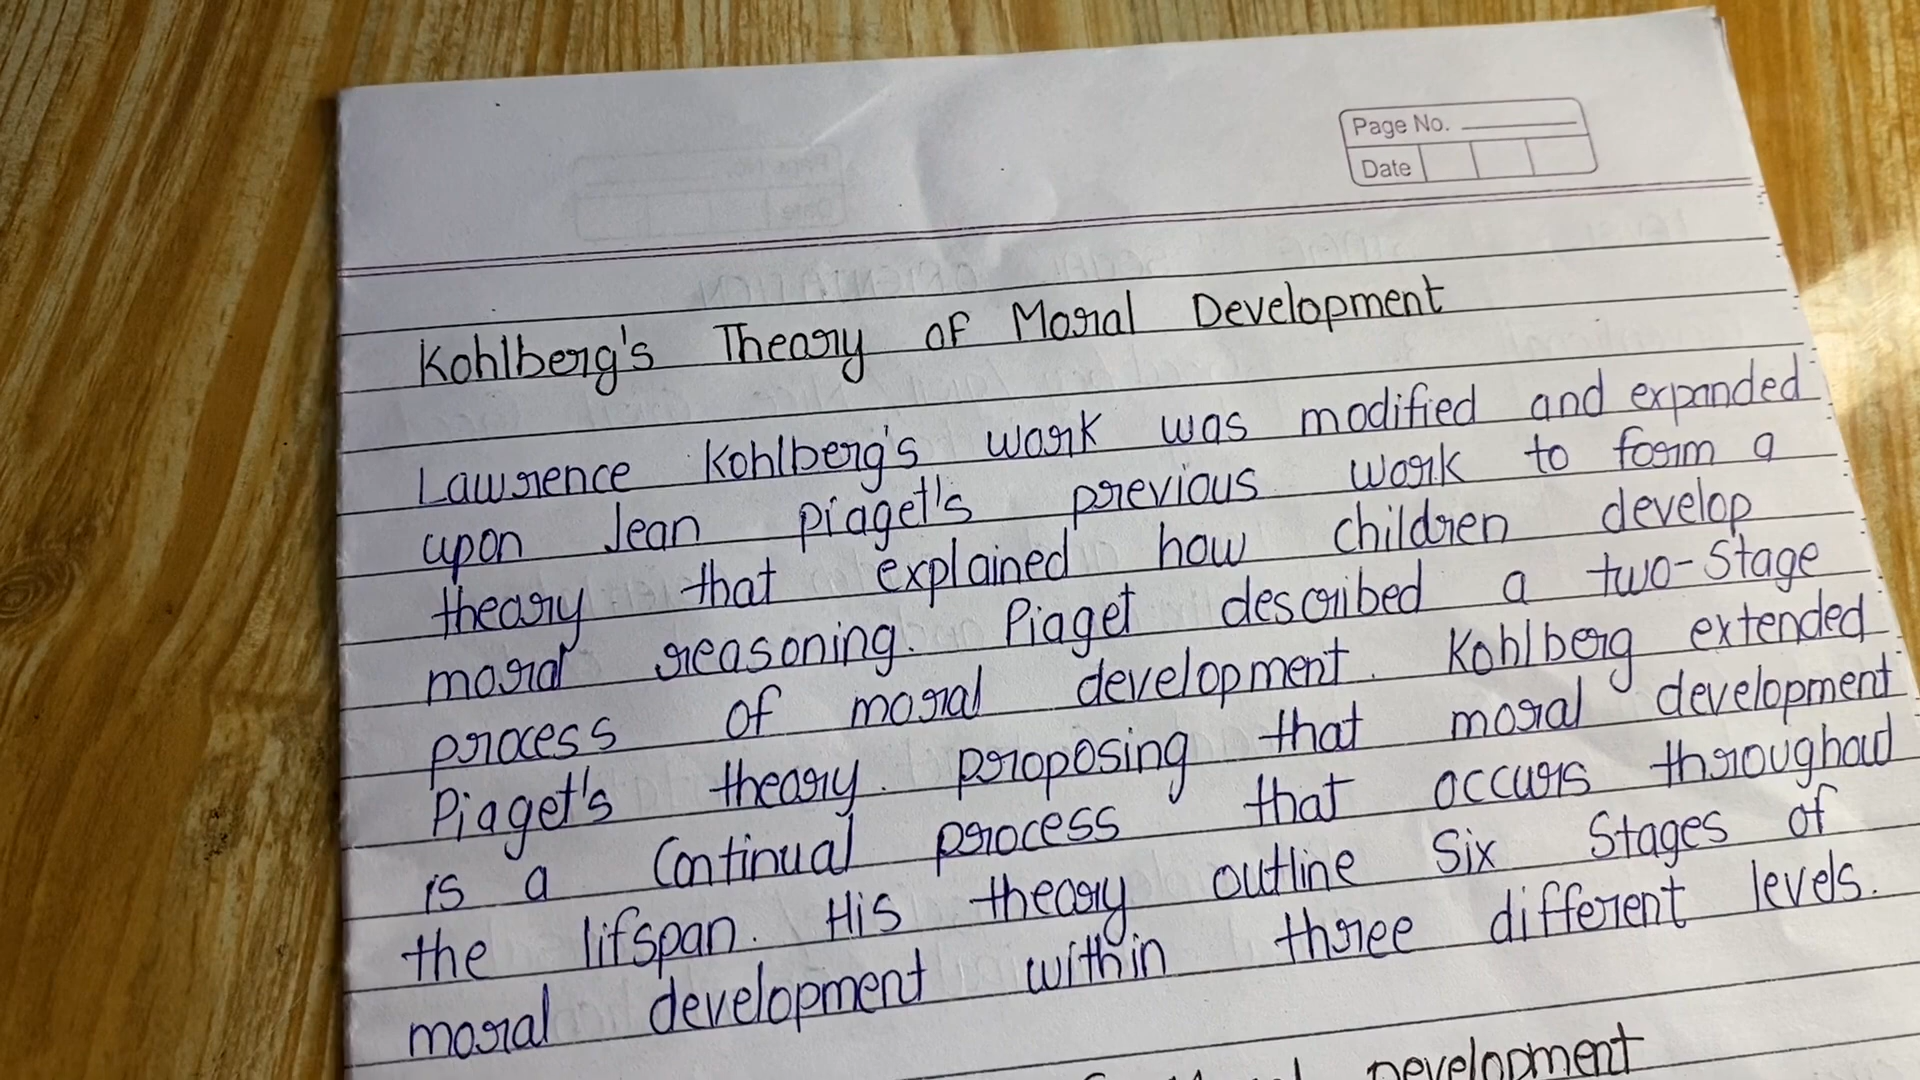 Page No.
Date
Kohlberg's Theory of Moral Development
Lawrence Kohlberg's work was modified and expanded
upon Jean piaget's previous work to form a
theory that explained how children develop
moral reasoning. Piaget described a two-Stage
process of moral development. Kohlberg extended
Piaget's theory. proposing that moral development
is a Continual process that occurs throughout
the lifspan. His theory outline Six Stages of
moral development within three different levels.
Development